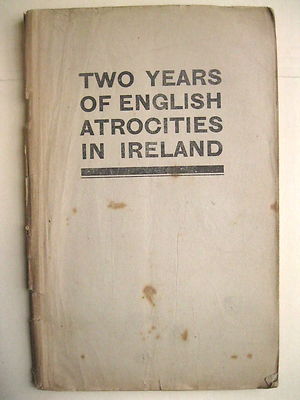 TWO YEARS
OF ENGLISH
ATROCITIES
IN IRELAND